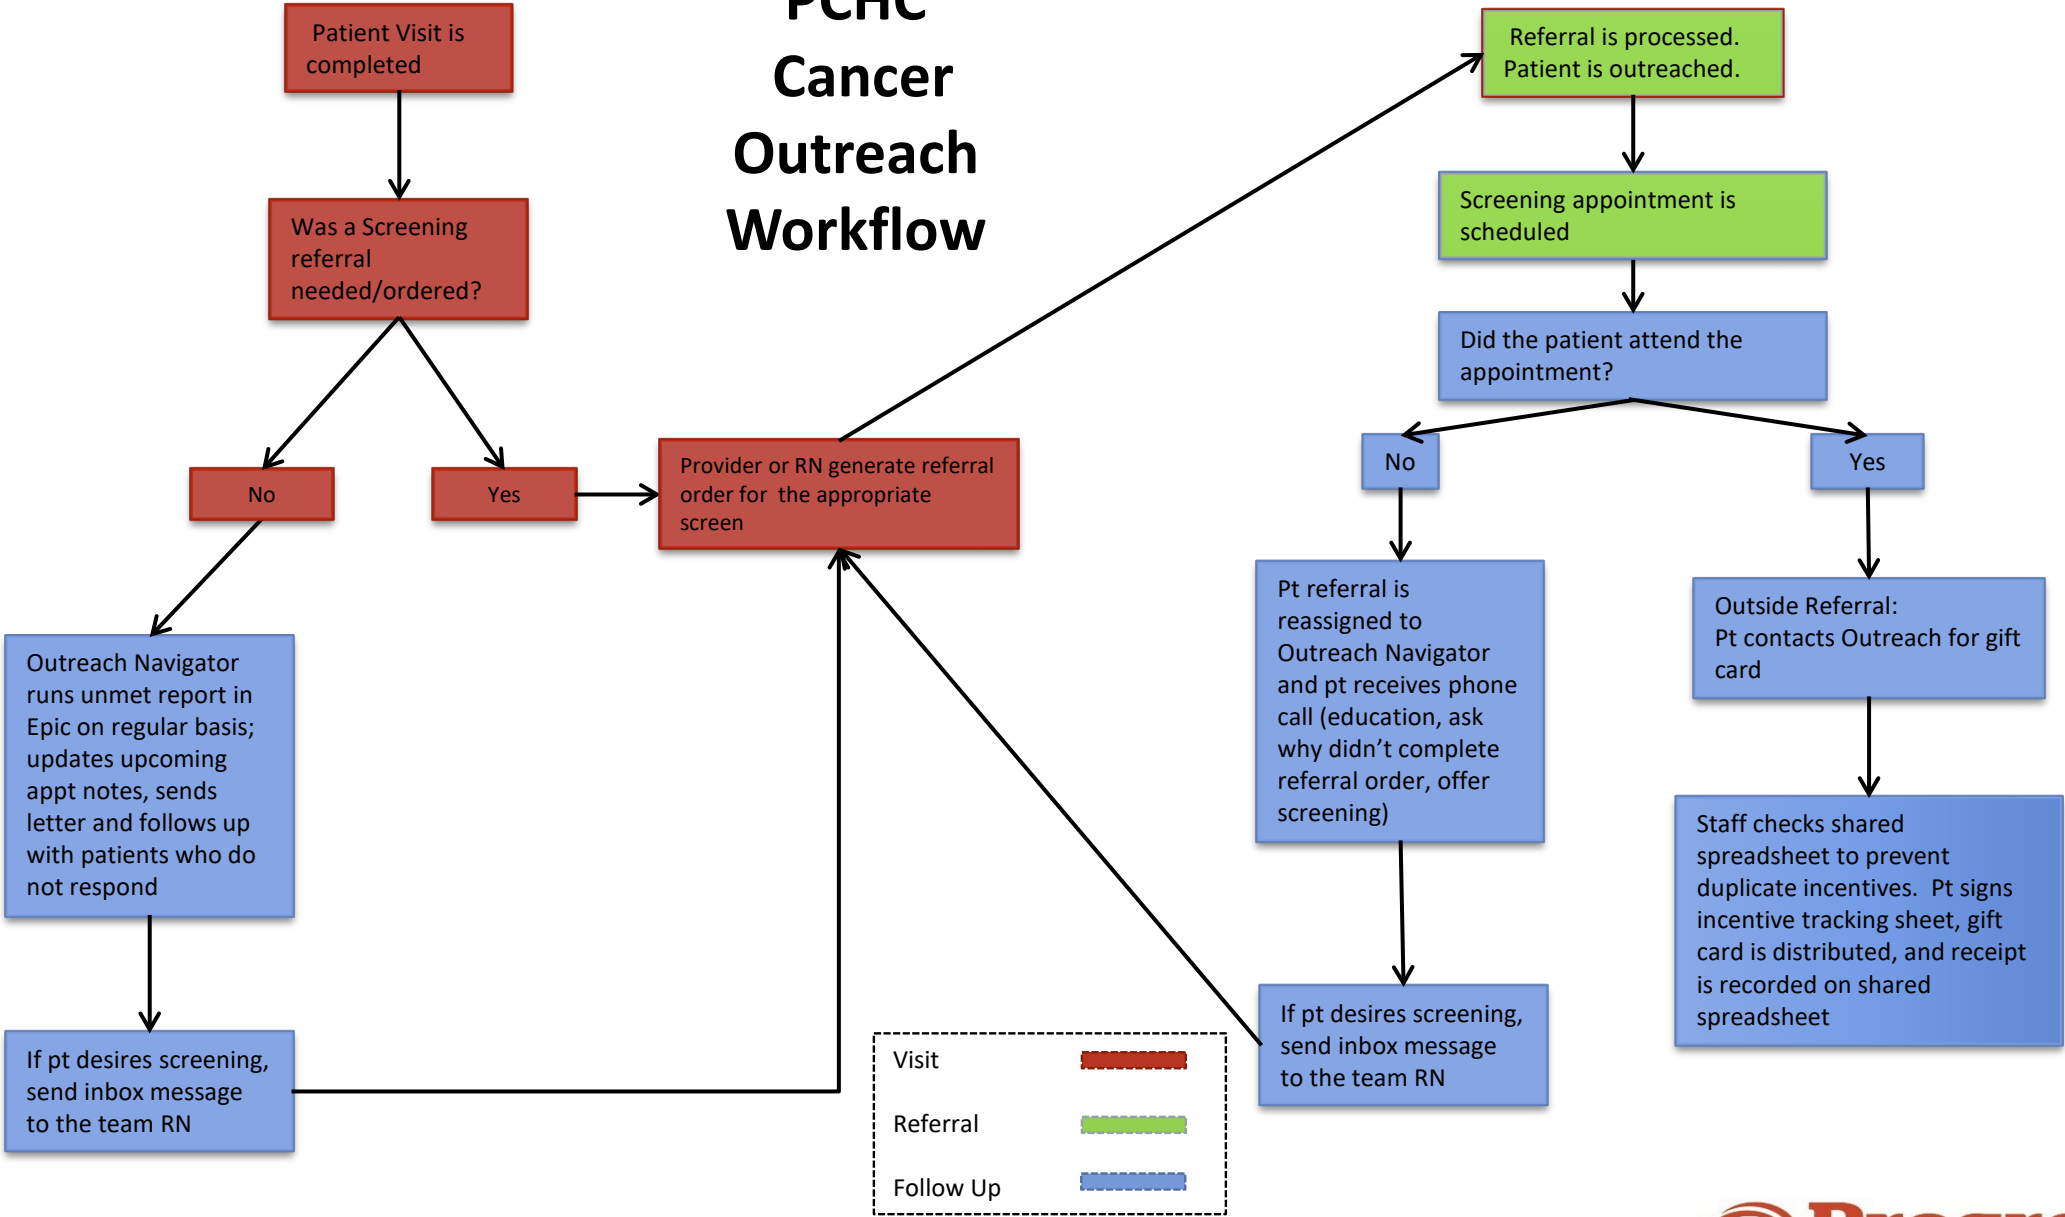 PCHC
Cancer
Outreach
Workflow
Patient Visit is
completed
Was a Screening
referral
needed/ordered?
No
Yes
Provider or RN generate referral
order for the appropriate
screen
Outreach Navigator
runs unmet report in
Epic on regular basis;
updates upcoming
appt notes, sends
letter and follows up
with patients who do
not respond
If pt desires screening,
send inbox message
to the team RN
Referral is processed.
Patient is outreached.
Screening appointment is
scheduled
Did the patient attend the
appointment?
No
Yes
Pt referral is
reassigned to
Outreach Navigator
and pt receives phone
call (education, ask
why didn’t complete
referral order, offer
screening)
If pt desires screening,
send inbox message
to the team RN
Outside Referral:
Pt contacts Outreach for gift
card
Staff checks shared
spreadsheet to prevent
duplicate incentives.  Pt signs
incentive tracking sheet, gift
card is distributed, and receipt
is recorded on shared
spreadsheet
Visit
Referral
Follow Up